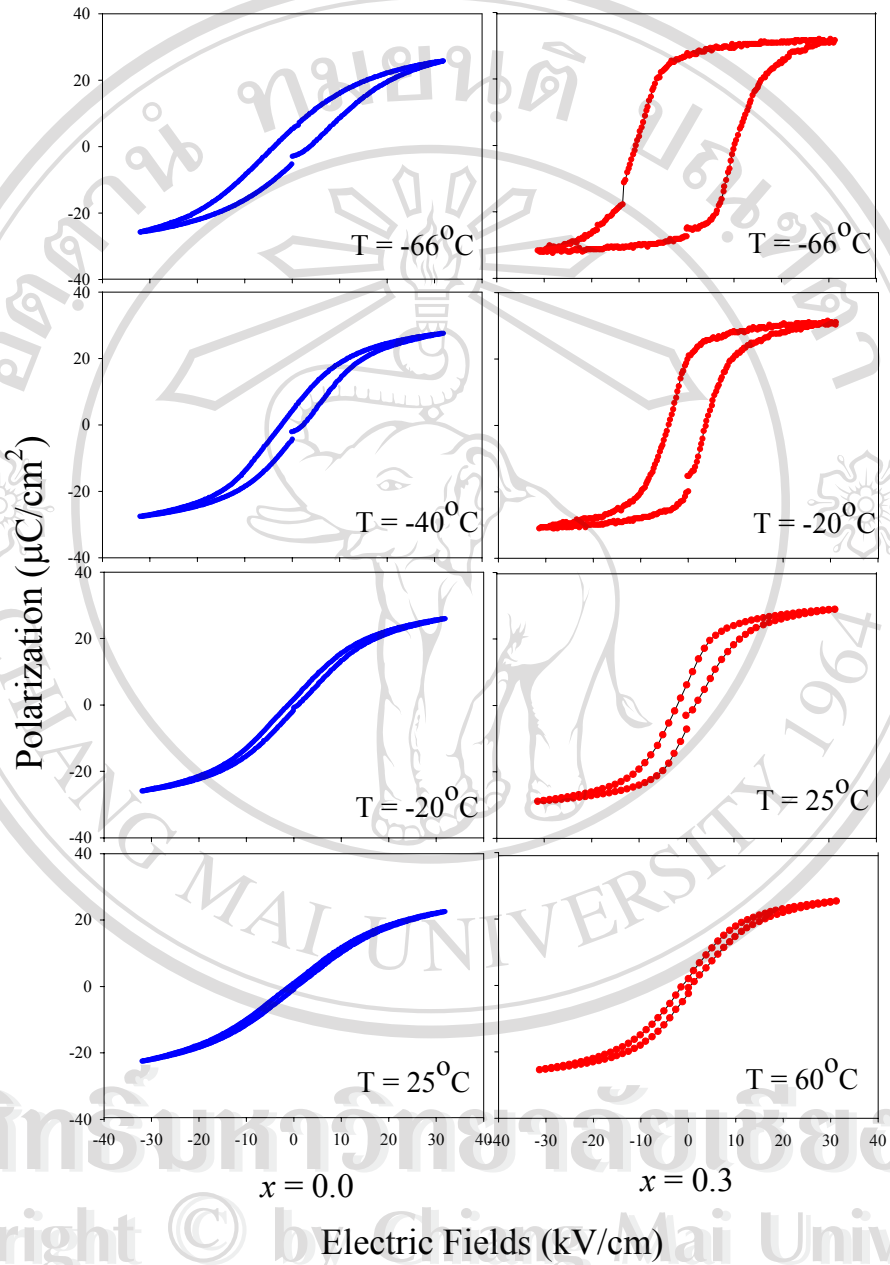 40
20
0
-20
-40
T = -66°C
T = -66°C
40
20
0
-20
-40
T = -40°C
T = -20°C
Polarization (μC/cm²)
40
20
0
-20
-40
T = -20°C
T = 25°C
40
20
0
-20
-40
T = 25°C
T = 60°C
-40 -30 -20 -10 0 10 20 30 40
-40 -30 -20 -10 0 10 20 30 40
x = 0.0
x = 0.3
Electric Fields (kV/cm)
CHIANG MAI UNIVERSITY 1964
right © by Chiang Mai Univ